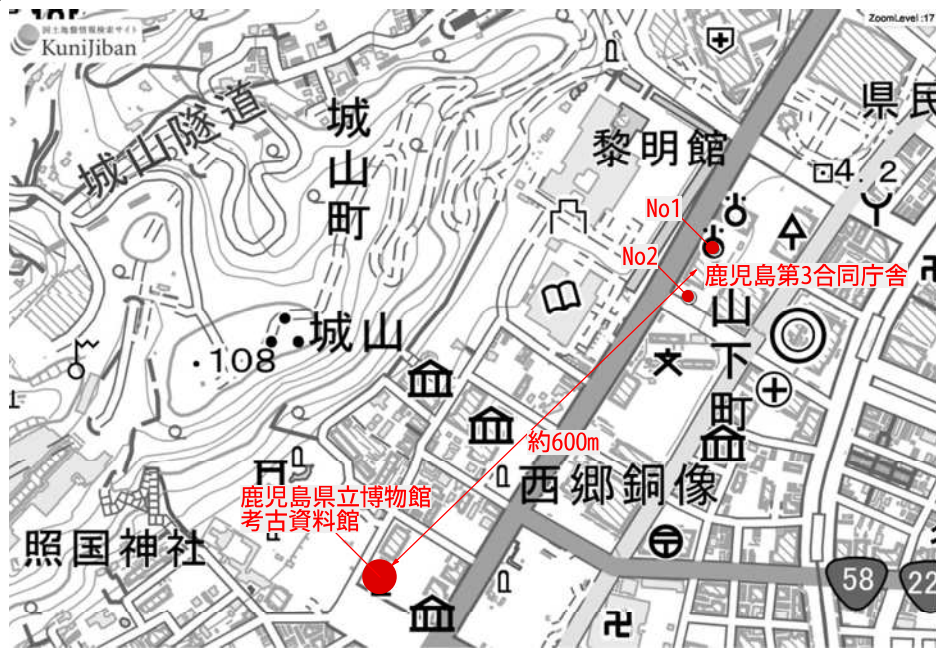 ZoomLevel :17
国土地盤情報検索サイト
KuniJiban
県民
城山隧道
城山町
黎明館
4.2
No1
No2
鹿児島第3合同庁舎
山下町
城山
108
約600m
西郷銅像
鹿児島県立博物館
考古資料館
照国神社
58
22